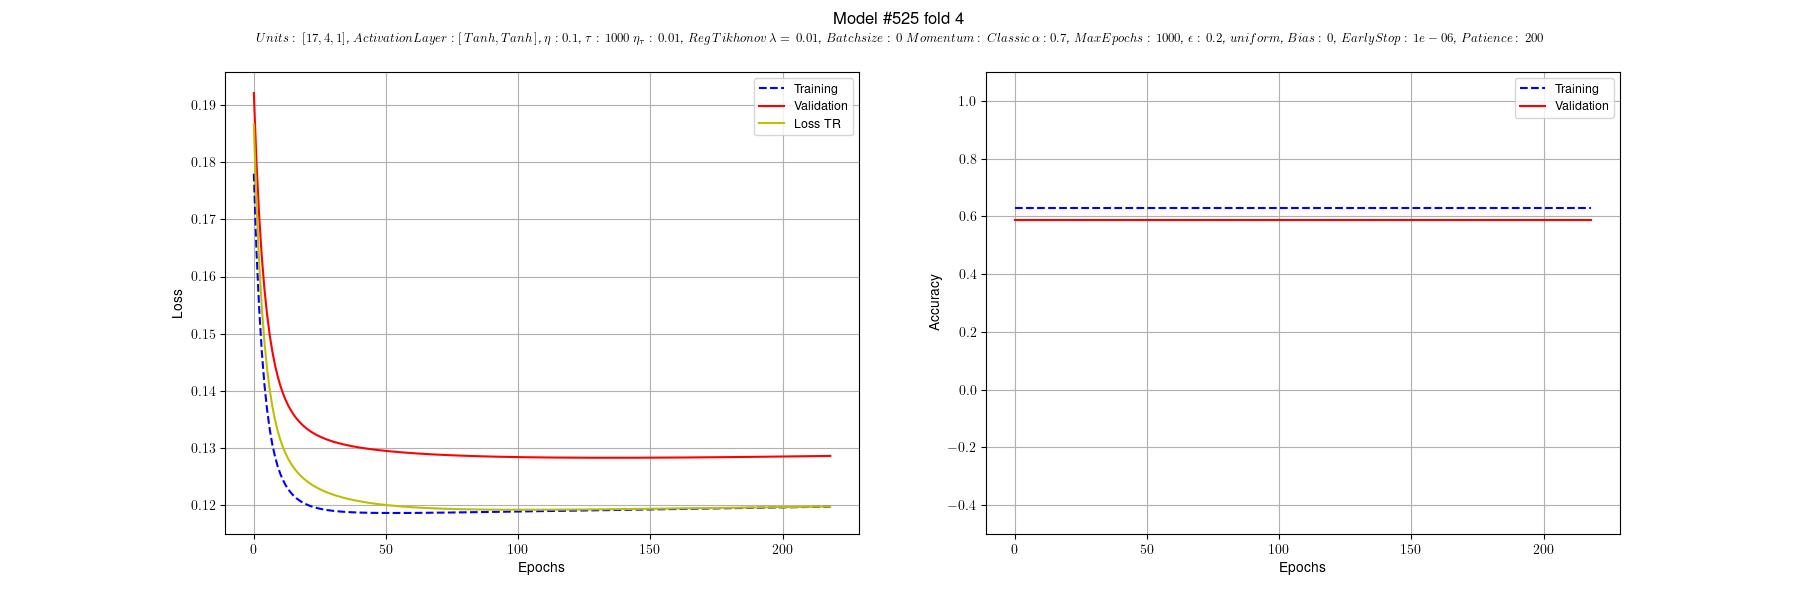 Model #525 fold 4
Units : [17, 4, 1], ActivationLayer : [Tanh, Tanh], η : 0.1, τ : 1000 ητ : 0.01, RegTikhonov λ = 0.01, Batchsize : 0 Momentum : Classic α : 0.7, MaxEpochs : 1000, ϵ : 0.2, uniform, Bias : 0, EarlyStop : 1e − 06, Patience : 200
Training
Validation
Loss TR
0.19
0.18
0.17
0.16
0.15
0.14
0.13
0.12
Loss
0
50
100
150
200
Epochs
Training
Validation
1.0
0.8
0.6
0.4
0.2
0.0
−0.2
−0.4
Accuracy
0
50
100
150
200
Epochs